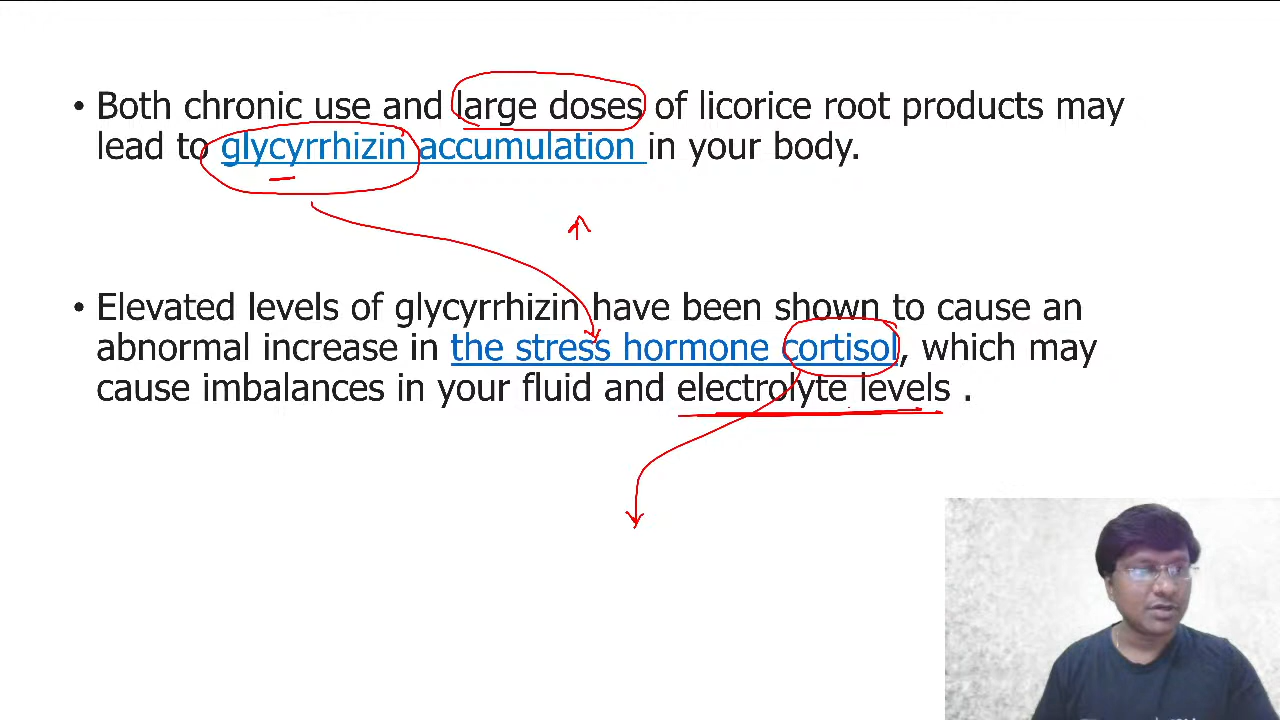 • Both chronic use and large doses of licorice root products may
lead to glycyrrhizin accumulation in your body.
• Elevated levels of glycyrrhizin have been shown to cause an
abnormal increase in the stress hormone cortisol, which may
cause imbalances in your fluid and electrolyte levels .